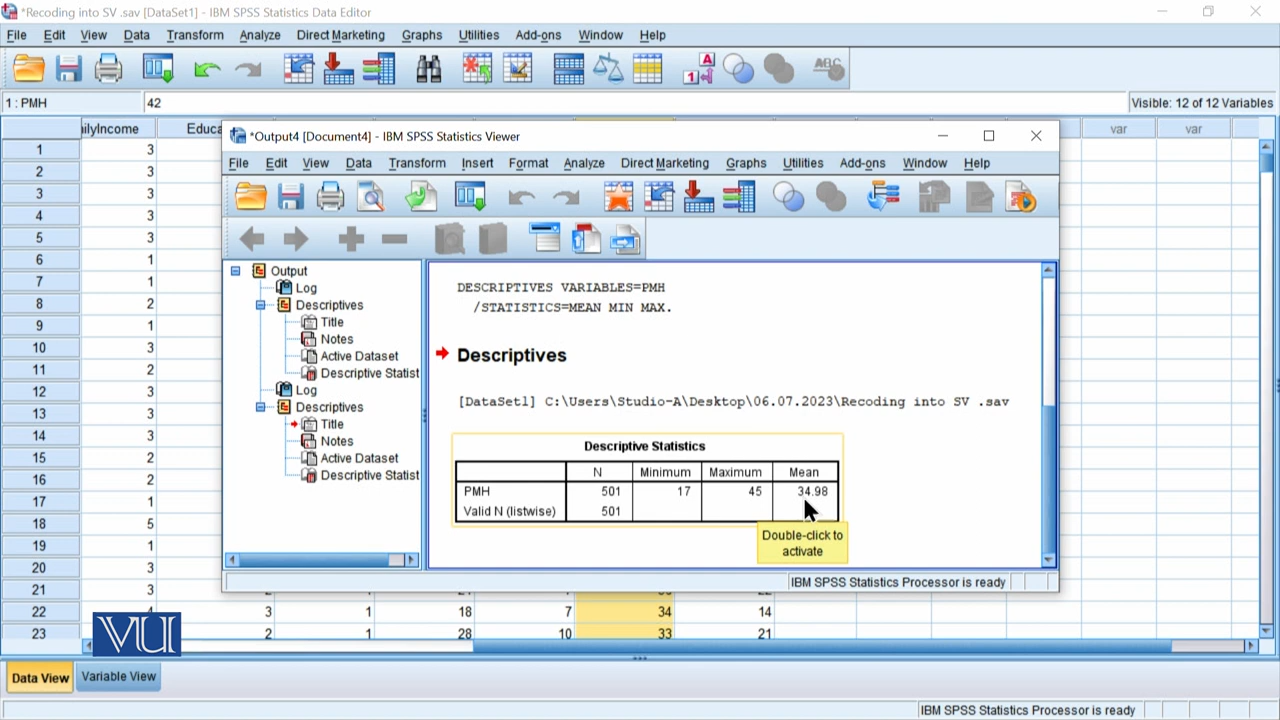 *Recoding into SV .sav [DataSet1] - IBM SPSS Statistics Data Editor
File Edit View Data Transform Analyze Direct Marketing Graphs Utilities Add-ons Window Help
1 : PMH 42 Visible: 12 of 12 Variables
ilyIncome Educa var var
*Output4 [Document4] - IBM SPSS Statistics Viewer
File Edit View Data Transform Insert Format Analyze Direct Marketing Graphs Utilities Add-ons Window Help
Output
Log
Descriptives
Title
Notes
Active Dataset
Descriptive Statist
Log
Descriptives
Title
Notes
Active Dataset
Descriptive Statist
DESCRIPTIVES VARIABLES=PMH
/STATISTICS=MEAN MIN MAX.
Descriptives
[DataSet1] C:\Users\Studio-A\Desktop\06.07.2023\Recoding into SV .sav
Descriptive Statistics
N Minimum Maximum Mean
PMH 501 17 45 34.98
Valid N (listwise) 501
Double-click to
activate
IBM SPSS Statistics Processor is ready
1 3
2 3
3 3
4 3
5 3
6 1
7 1
8 2
9 1
10 3
11 2
12 3
13 3
14 3
15 2
16 2
17 1
18 5
19 1
20 3
21 3
22 4 3 1 18 7 34 14
23 2 1 28 10 33 21
VU
Data View Variable View
IBM SPSS Statistics Processor is ready